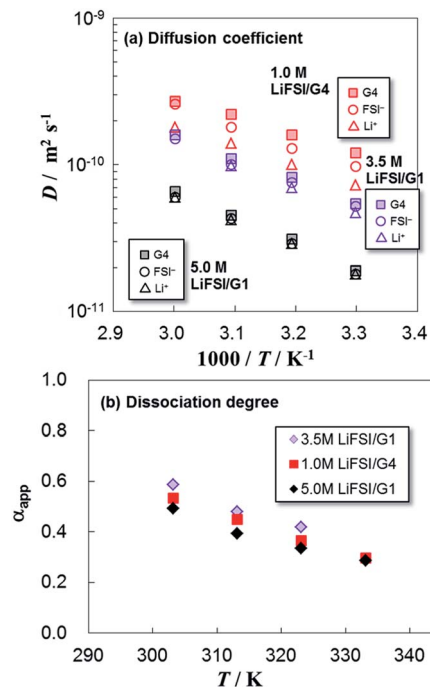 (a) Diffusion coefficient
10⁻⁹
10⁻¹⁰
10⁻¹¹
D / m² s⁻¹
1.0 M
LiFSI/G4
G4
FSI⁻
Li⁺
3.5 M
LiFSI/G1
G4
FSI⁻
Li⁺
G4
FSI⁻
Li⁺
5.0 M
LiFSI/G1
2.9 3.0 3.1 3.2 3.3 3.4
1000 / T / K⁻¹
(b) Dissociation degree
1.0
0.8
0.6
0.4
0.2
0.0
αapp
3.5M LiFSI/G1
1.0M LiFSI/G4
5.0M LiFSI/G1
290 300 310 320 330 340
T / K